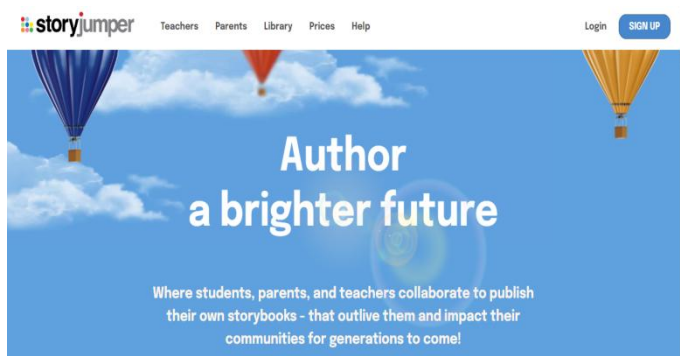 storyjumper Teachers Parents Library Prices Help Login SIGN UP
Author
a brighter future
Where students, parents, and teachers collaborate to publish
their own storybooks - that outlive them and impact their
communities for generations to come!